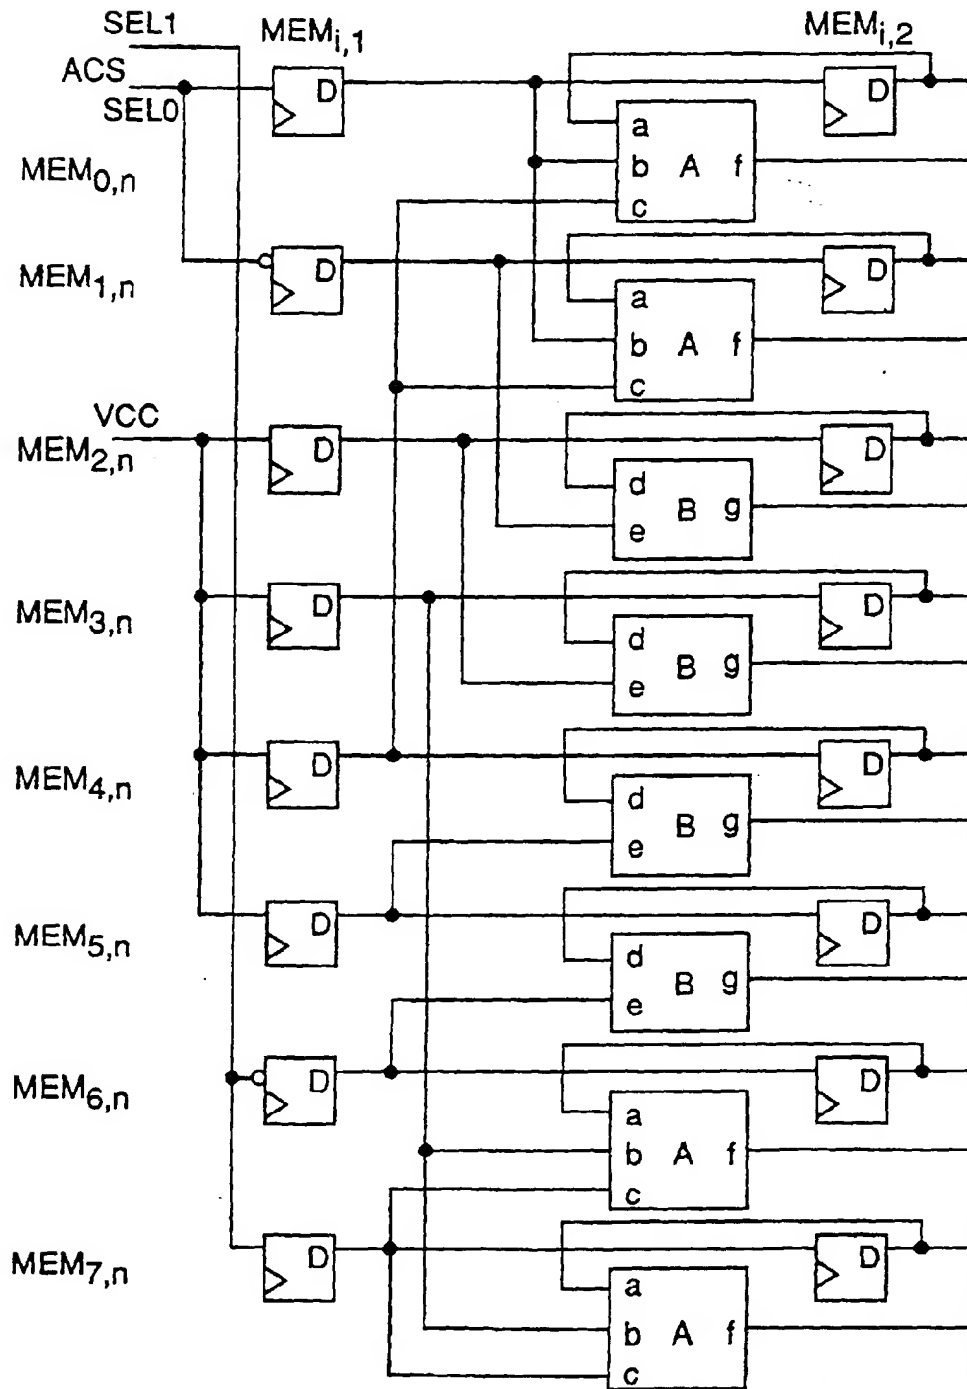 SEL1
MEMi,1
MEMi,2
ACS
D
D
SEL0
a
b A f
c
MEM0,n
D
D
MEM1,n
a
b A f
c
VCC
D
D
MEM2,n
d
B g
e
D
D
MEM3,n
d
B g
e
D
D
MEM4,n
d
B g
e
D
D
MEM5,n
d
B g
e
D
D
MEM6,n
a
b A f
c
D
D
MEM7,n
a
b A f
c